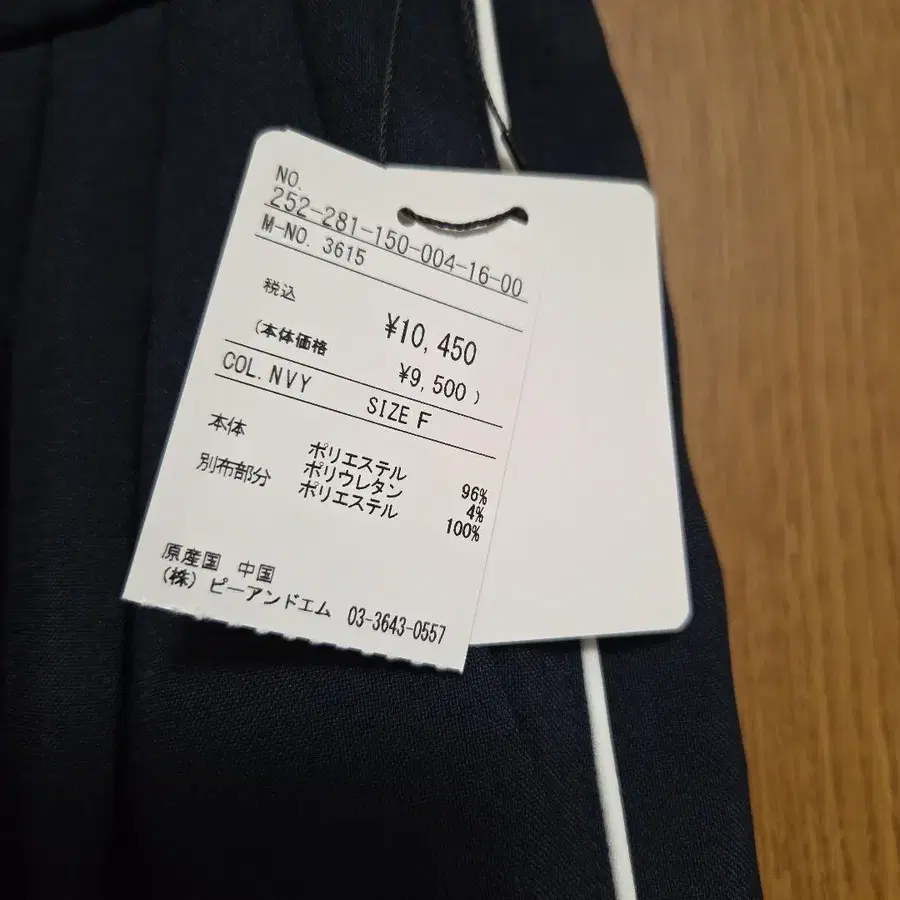 NO.
252-281-150-004-16-00
M-NO. 3615
税込 ¥10,450
(本体価格 ¥9,500)
COL.NVY SIZE F
本体 ポリエステル 96%
ポリウレタン 4%
別布部分 ポリエステル 100%
原産国 中国
(株) ピーアンドエム 03-3643-0557